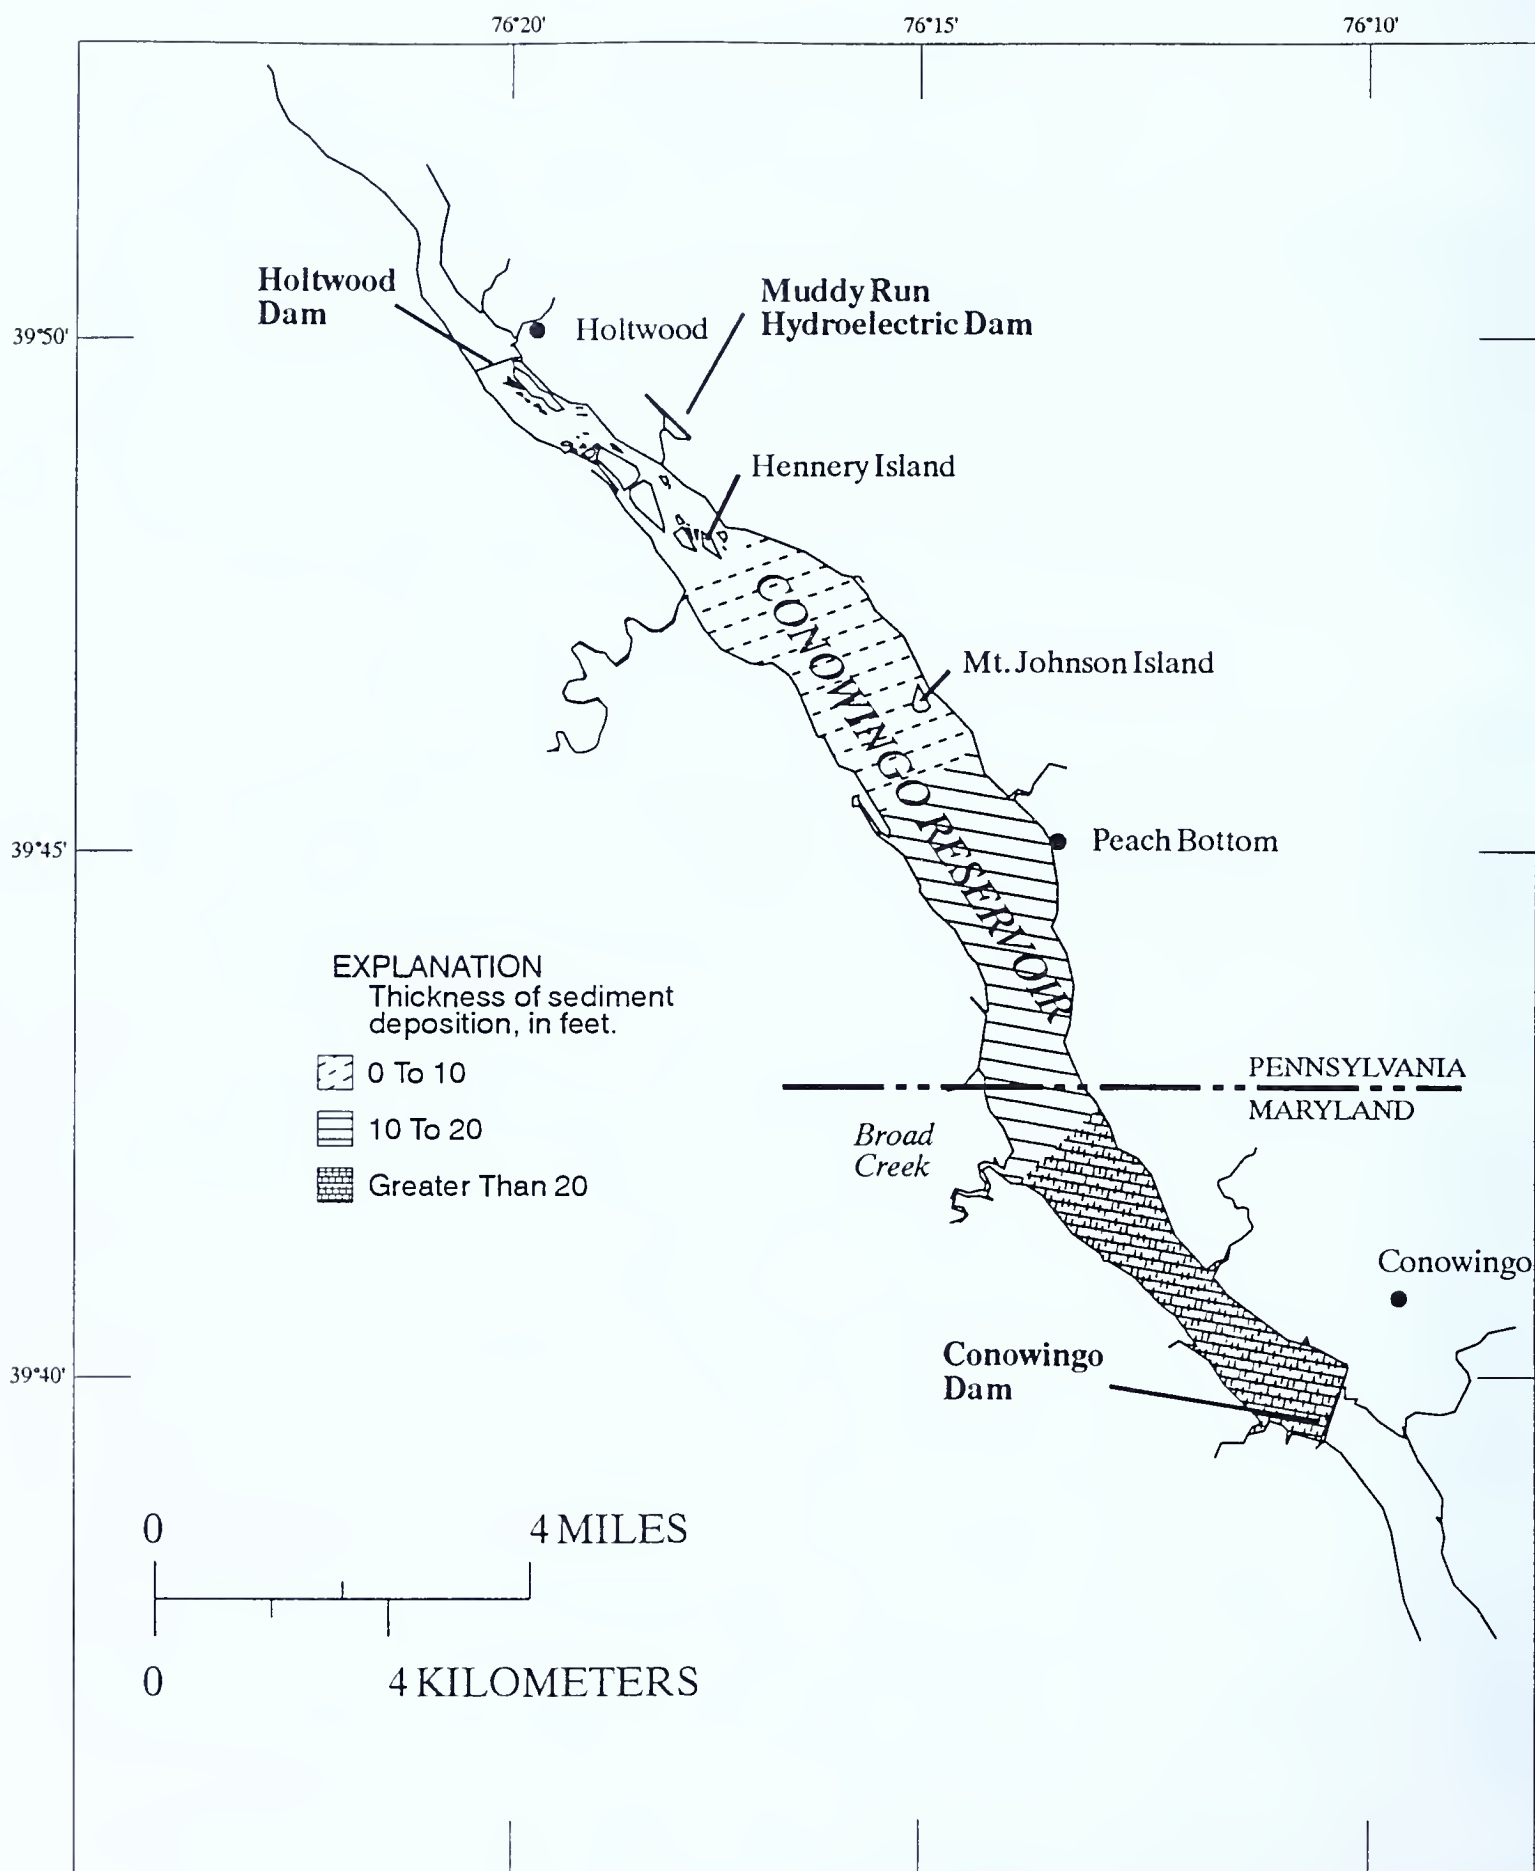 76°20'
76°15'
76°10'
Holtwood
Dam
Muddy Run
Hydroelectric Dam
39°50'
Holtwood
Hennery Island
CONOWINGO RESERVOIR
Mt. Johnson Island
39°45'
Peach Bottom
EXPLANATION
Thickness of sediment
deposition, in feet.
0 To 10
10 To 20
Greater Than 20
PENNSYLVANIA
MARYLAND
Broad
Creek
Conowingo
Conowingo
Dam
39°40'
0 4 MILES
0 4 KILOMETERS